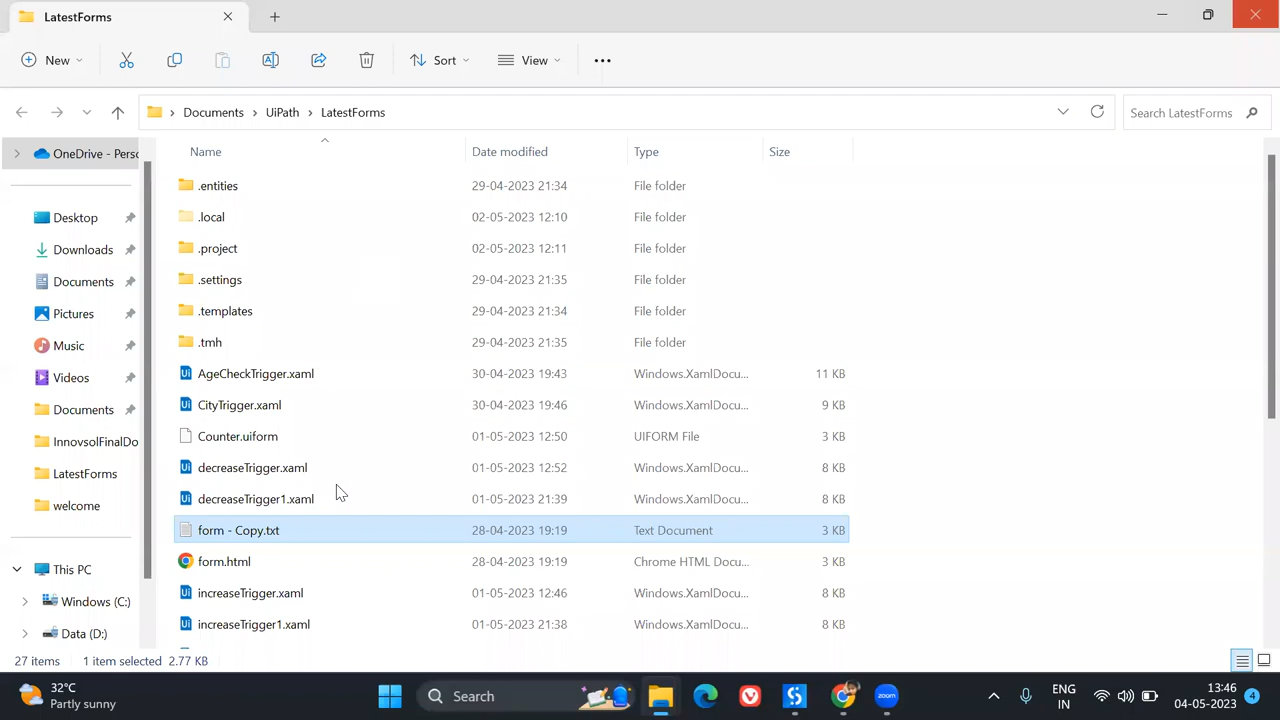 LatestForms
New
Sort
View
Documents
UiPath
LatestForms
Search LatestForms
OneDrive - Perso
Desktop
Downloads
Documents
Pictures
Music
Videos
Documents
InnovsolFinalDo
LatestForms
welcome
This PC
Windows (C:)
Data (D:)
Name Date modified Type Size
.entities 29-04-2023 21:34 File folder
.local 02-05-2023 12:10 File folder
.project 02-05-2023 12:11 File folder
.settings 29-04-2023 21:35 File folder
.templates 29-04-2023 21:34 File folder
.tmh 29-04-2023 21:35 File folder
AgeCheckTrigger.xaml 30-04-2023 19:43 Windows.XamlDocu... 11 KB
CityTrigger.xaml 30-04-2023 19:46 Windows.XamlDocu... 9 KB
Counter.uiform 01-05-2023 12:50 UIFORM File 3 KB
decreaseTrigger.xaml 01-05-2023 12:52 Windows.XamlDocu... 8 KB
decreaseTrigger1.xaml 01-05-2023 21:39 Windows.XamlDocu... 8 KB
form - Copy.txt 28-04-2023 19:19 Text Document 3 KB
form.html 28-04-2023 19:19 Chrome HTML Docu... 3 KB
increaseTrigger.xaml 01-05-2023 12:46 Windows.XamlDocu... 8 KB
increaseTrigger1.xaml 01-05-2023 21:38 Windows.XamlDocu... 8 KB
27 items 1 item selected 2.77 KB
32°C
Partly sunny
Search
zoom
ENG
IN
13:46
04-05-2023
4